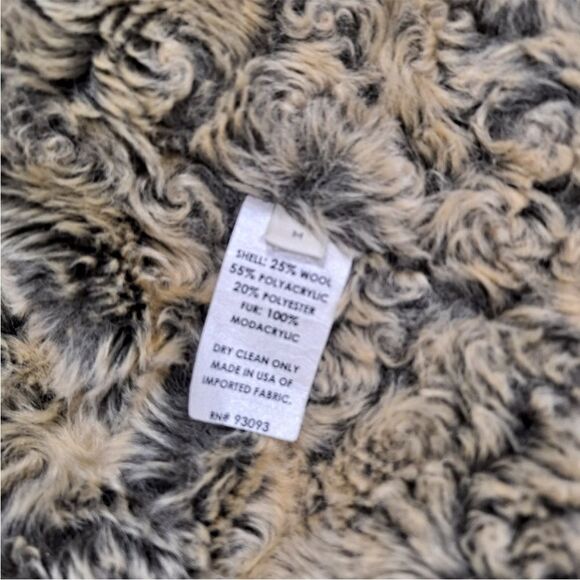 M
SHELL: 25% WOOL
55% POLYACRYLIC
20% POLYESTER
FUR: 100%
MODACRYLIC
DRY CLEAN ONLY
MADE IN USA OF
IMPORTED FABRIC.
RN# 93093